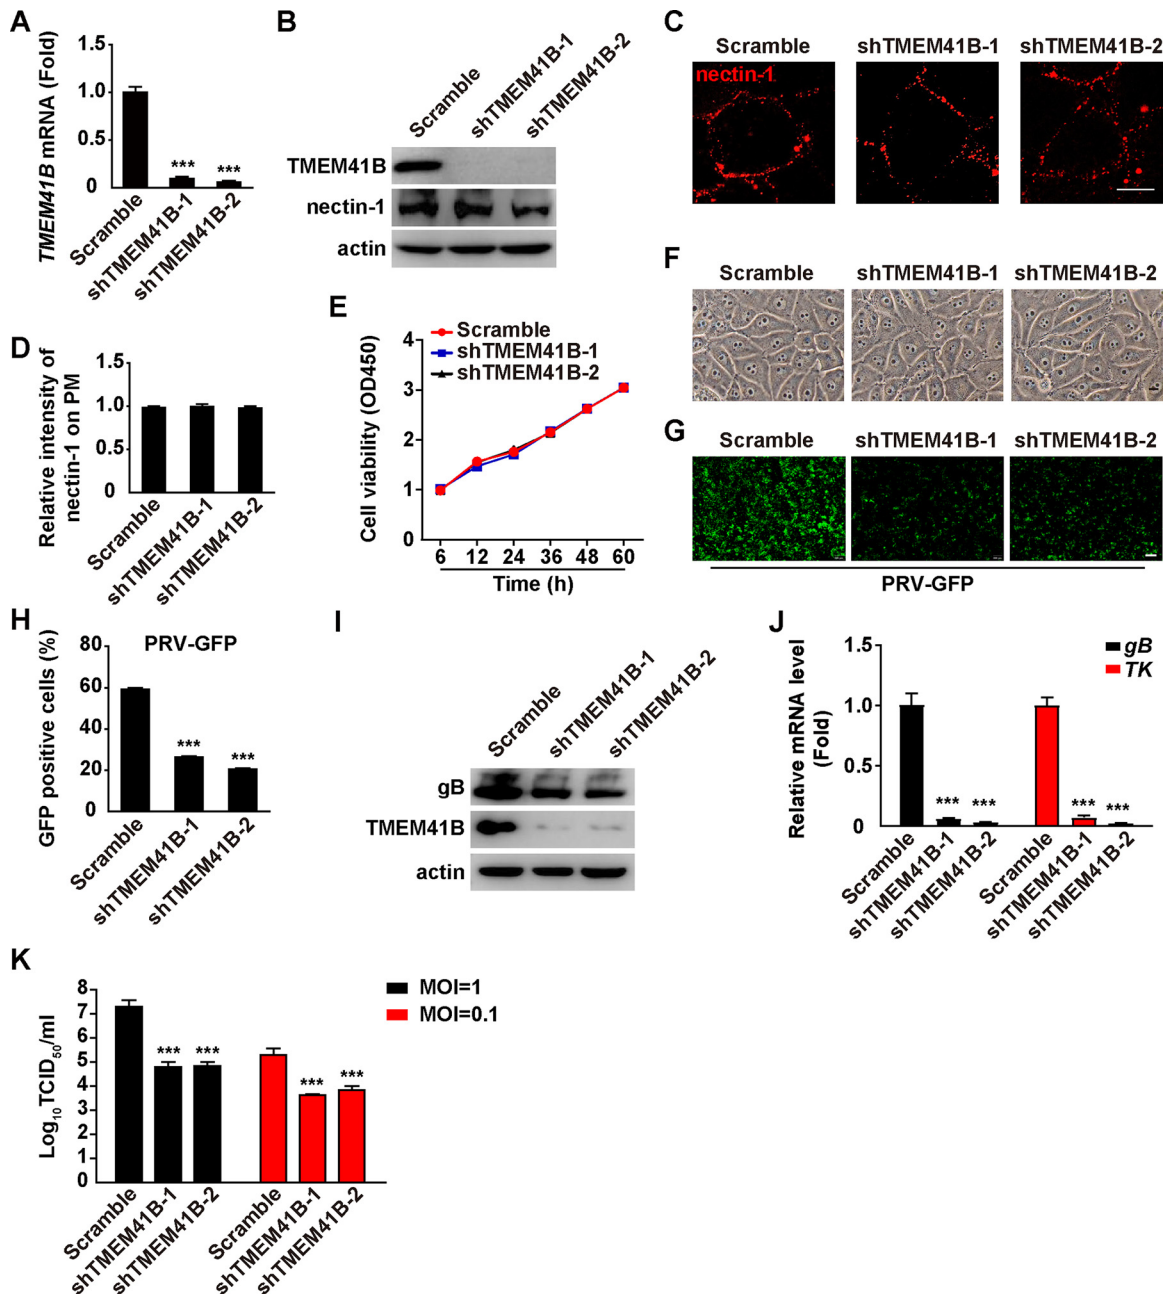 A
TMEM41B mRNA (Fold)
1.5
1.0
0.5
0
***
***
Scramble
shTMEM41B-1
shTMEM41B-2
B
Scramble
shTMEM41B-1
shTMEM41B-2
TMEM41B
nectin-1
actin
C
Scramble
shTMEM41B-1
shTMEM41B-2
nectin-1
D
Relative intensity of
nectin-1 on PM
1.5
1.0
0.5
0
Scramble
shTMEM41B-1
shTMEM41B-2
E
Cell viability (OD450)
4
3
2
1
0
Scramble
shTMEM41B-1
shTMEM41B-2
6 12 24 36 48 60
Time (h)
F
Scramble
shTMEM41B-1
shTMEM41B-2
G
Scramble
shTMEM41B-1
shTMEM41B-2
PRV-GFP
H
GFP positive cells (%)
80
60
40
20
0
PRV-GFP
***
***
Scramble
shTMEM41B-1
shTMEM41B-2
I
Scramble
shTMEM41B-1
shTMEM41B-2
gB
TMEM41B
actin
J
Relative mRNA level
(Fold)
1.5
1.0
0.5
0
gB
TK
***
***
***
***
Scramble
shTMEM41B-1
shTMEM41B-2
Scramble
shTMEM41B-1
shTMEM41B-2
K
Log10 TCID50/ml
8
7
6
5
4
3
2
1
0
MOI=1
MOI=0.1
***
***
***
***
Scramble
shTMEM41B-1
shTMEM41B-2
Scramble
shTMEM41B-1
shTMEM41B-2